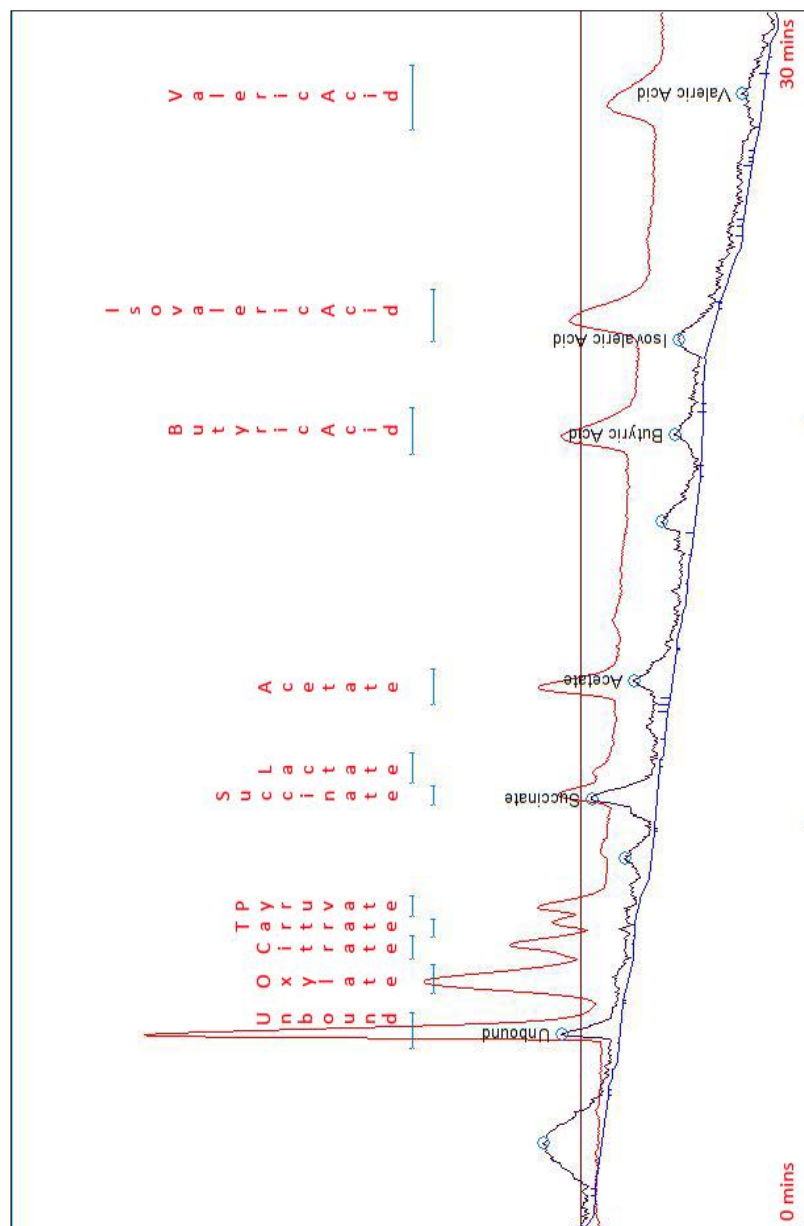 Unbound
Oxylate
Citrate
Tartrate
Pyruvate
Succinate
Lactate
Acetate
Butyric Acid
Isovaleric Acid
Valeric Acid
Unbound
Succinate
Acetate
Butyric Acid
Isovaleric Acid
Valeric Acid
0 mins
30 mins